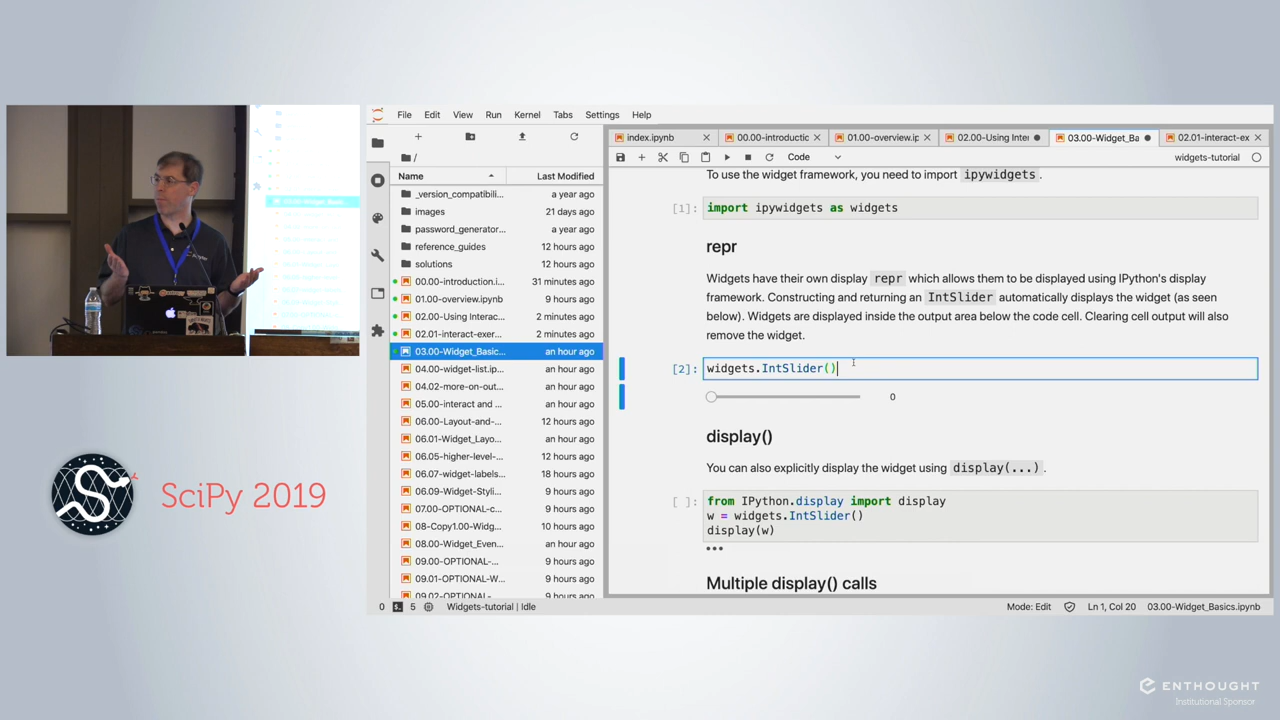 File Edit View Run Kernel Tabs Settings Help
index.ipynb
00.00-introductic
01.00-overview.ip
02.00-Using Inte
03.00-Widget_Ba
02.01-interact-ex
Code
widgets-tutorial
/
Name Last Modified
_version_compatibili... a year ago
images 21 days ago
password_generator... a year ago
reference_guides 12 hours ago
solutions 12 hours ago
00.00-introduction.i... 31 minutes ago
01.00-overview.ipynb 9 hours ago
02.00-Using Interac... 2 minutes ago
02.01-interact-exer... 2 minutes ago
03.00-Widget_Basic... an hour ago
04.00-widget-list.ip... an hour ago
04.02-more-on-out... an hour ago
05.00-interact and ... an hour ago
06.00-Layout-and-... 12 hours ago
06.01-Widget_Layo... an hour ago
06.05-higher-level-... 12 hours ago
06.07-widget-labels... 18 hours ago
06.09-Widget-Styli... 12 hours ago
07.00-OPTIONAL-c... 9 hours ago
08-Copy1.00-Widg... 10 hours ago
08.00-Widget_Even... an hour ago
09.00-OPTIONAL-... 9 hours ago
09.01-OPTIONAL-W... 9 hours ago
09.02-OPTIONAL-... 9 hours ago
To use the widget framework, you need to import ipywidgets .
[1]: import ipywidgets as widgets
repr
Widgets have their own display repr which allows them to be displayed using IPython's display
framework. Constructing and returning an IntSlider automatically displays the widget (as seen
below). Widgets are displayed inside the output area below the code cell. Clearing cell output will also
remove the widget.
[2]: widgets.IntSlider()
0
display()
You can also explicitly display the widget using display(...) .
[ ]: from IPython.display import display
w = widgets.IntSlider()
display(w)
•••
Multiple display() calls
0 5 Widgets-tutorial | Idle Mode: Edit Ln 1, Col 20 03.00-Widget_Basics.ipynb
SciPy 2019
ENTHOUGHT
Institutional Sponsor